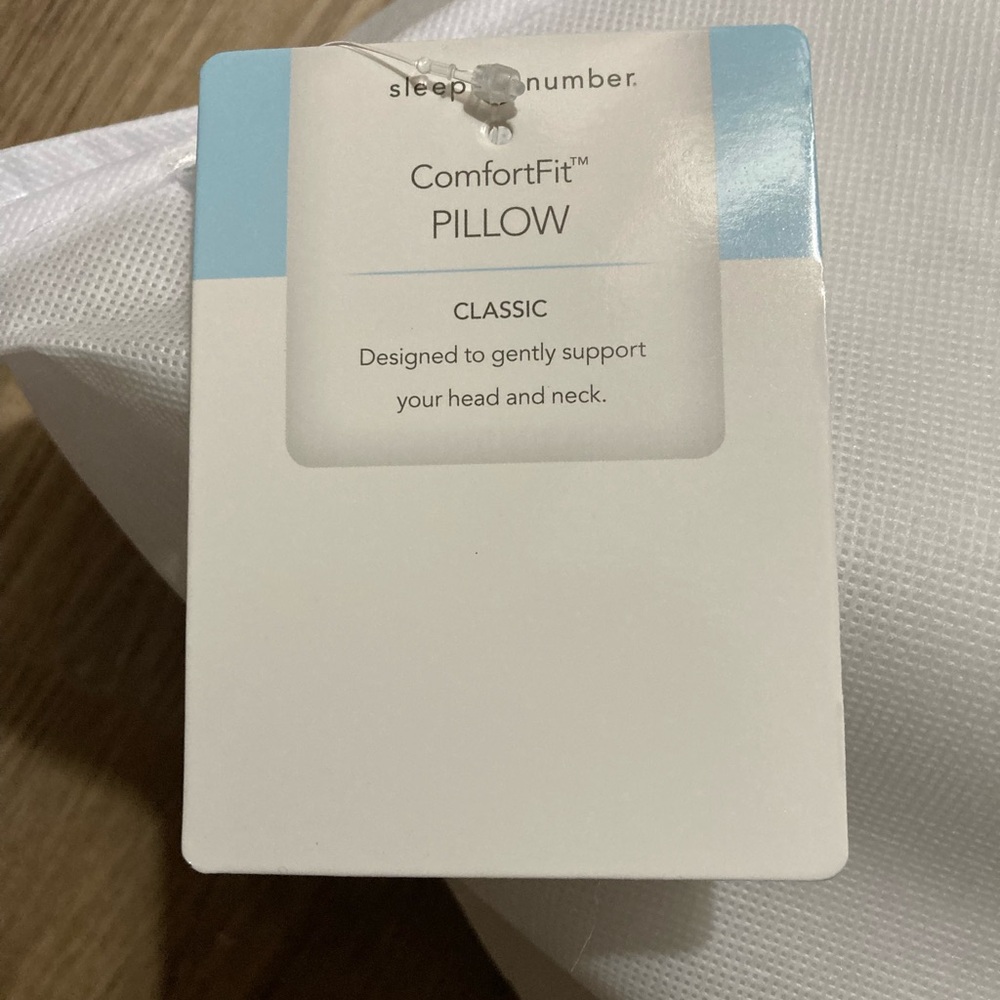 sleep number.
ComfortFit™
PILLOW
CLASSIC
Designed to gently support
your head and neck.